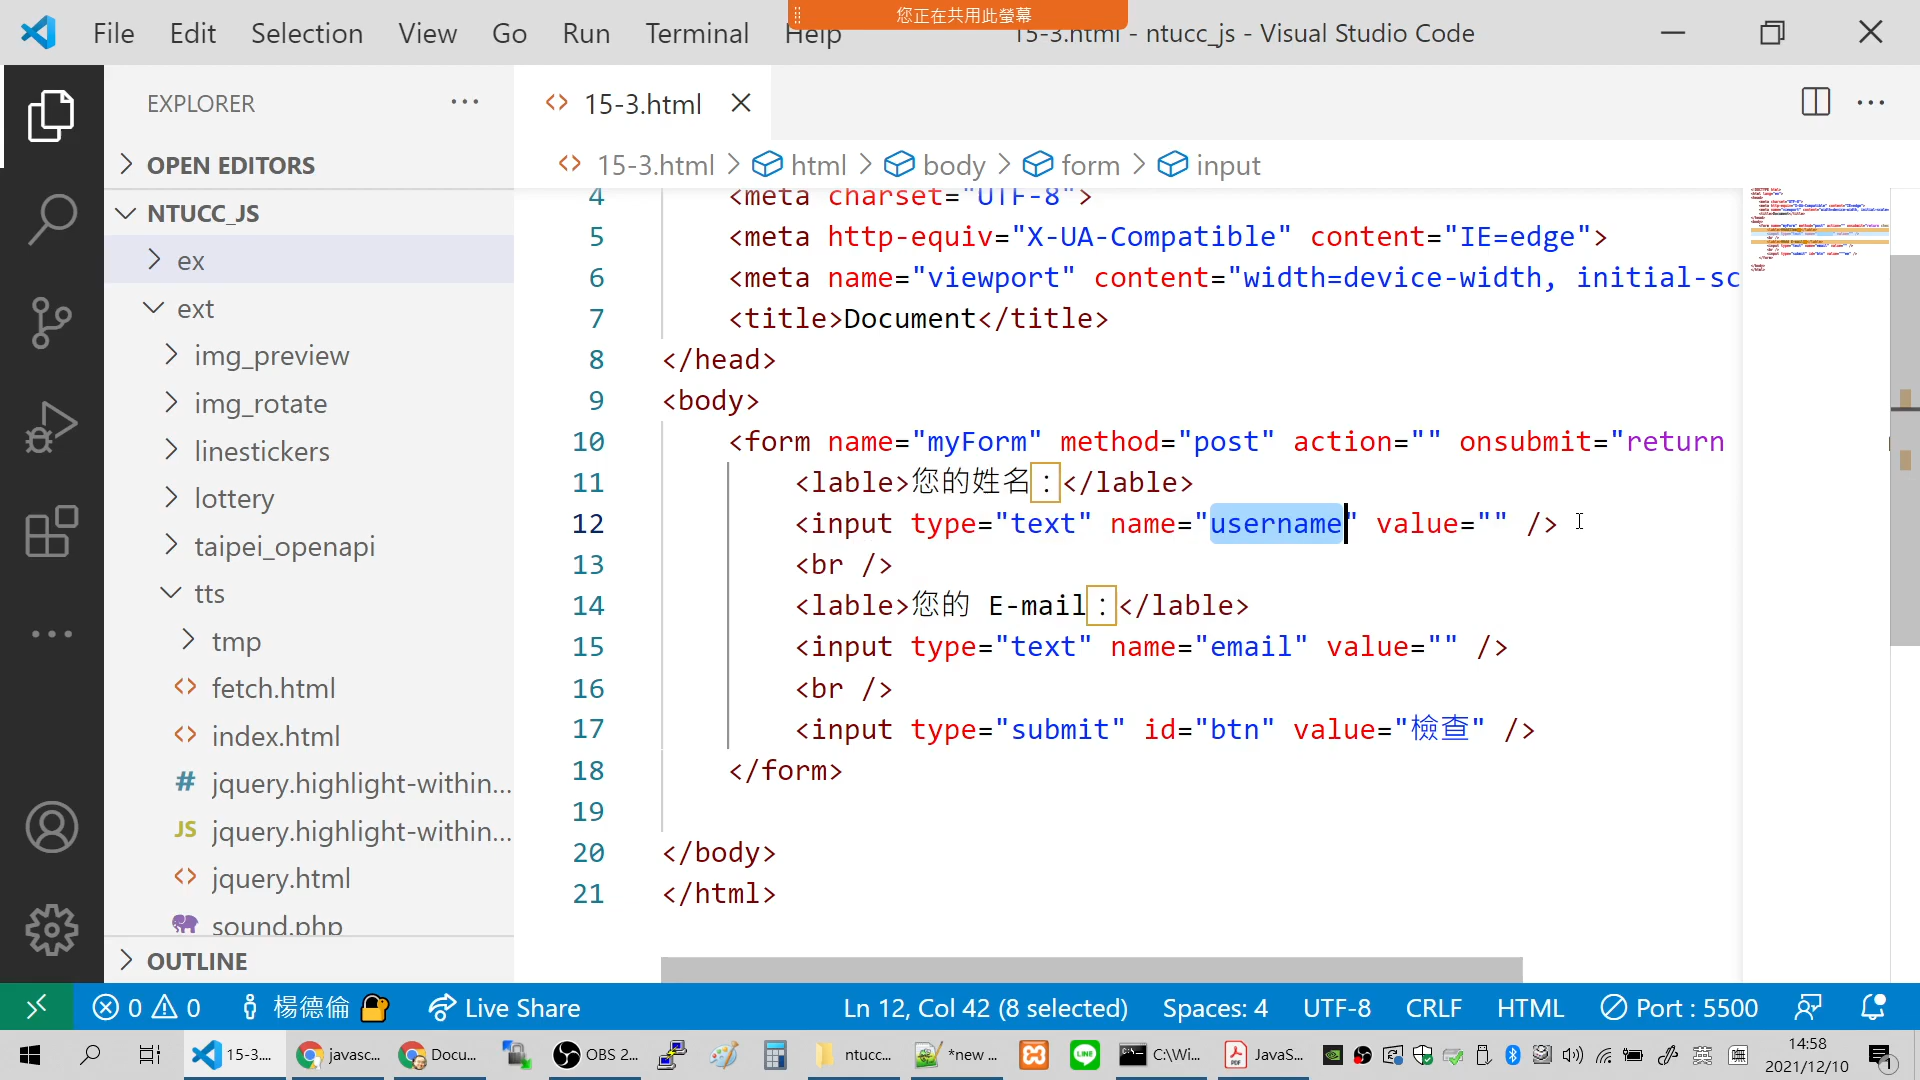 您正在共用此螢幕
File Edit Selection View Go Run Terminal Help 15-3.html - ntucc_js - Visual Studio Code
EXPLORER
15-3.html
OPEN EDITORS
15-3.html > html > body > form > input
NTUCC_JS
ex
ext
img_preview
img_rotate
linestickers
lottery
taipei_openapi
tts
tmp
fetch.html
index.html
jquery.highlight-within...
JS jquery.highlight-within...
jquery.html
sound.php
OUTLINE
4 <meta charset="UTF-8">
5 <meta http-equiv="X-UA-Compatible" content="IE=edge">
6 <meta name="viewport" content="width=device-width, initial-sc
7 <title>Document</title>
8 </head>
9 <body>
10 <form name="myForm" method="post" action="" onsubmit="return
11 <lable>您的姓名：</lable>
12 <input type="text" name="username" value="" />
13 <br />
14 <lable>您的 E-mail：</lable>
15 <input type="text" name="email" value="" />
16 <br />
17 <input type="submit" id="btn" value="檢查" />
18 </form>
19
20 </body>
21 </html>
0 0 楊德倫 Live Share Ln 12, Col 42 (8 selected) Spaces: 4 UTF-8 CRLF HTML Port : 5500
15-3.... javasc... Docu... OBS 2... ntucc... *new ... C:\Wi... JavaS... 英 14:58
2021/12/10 1